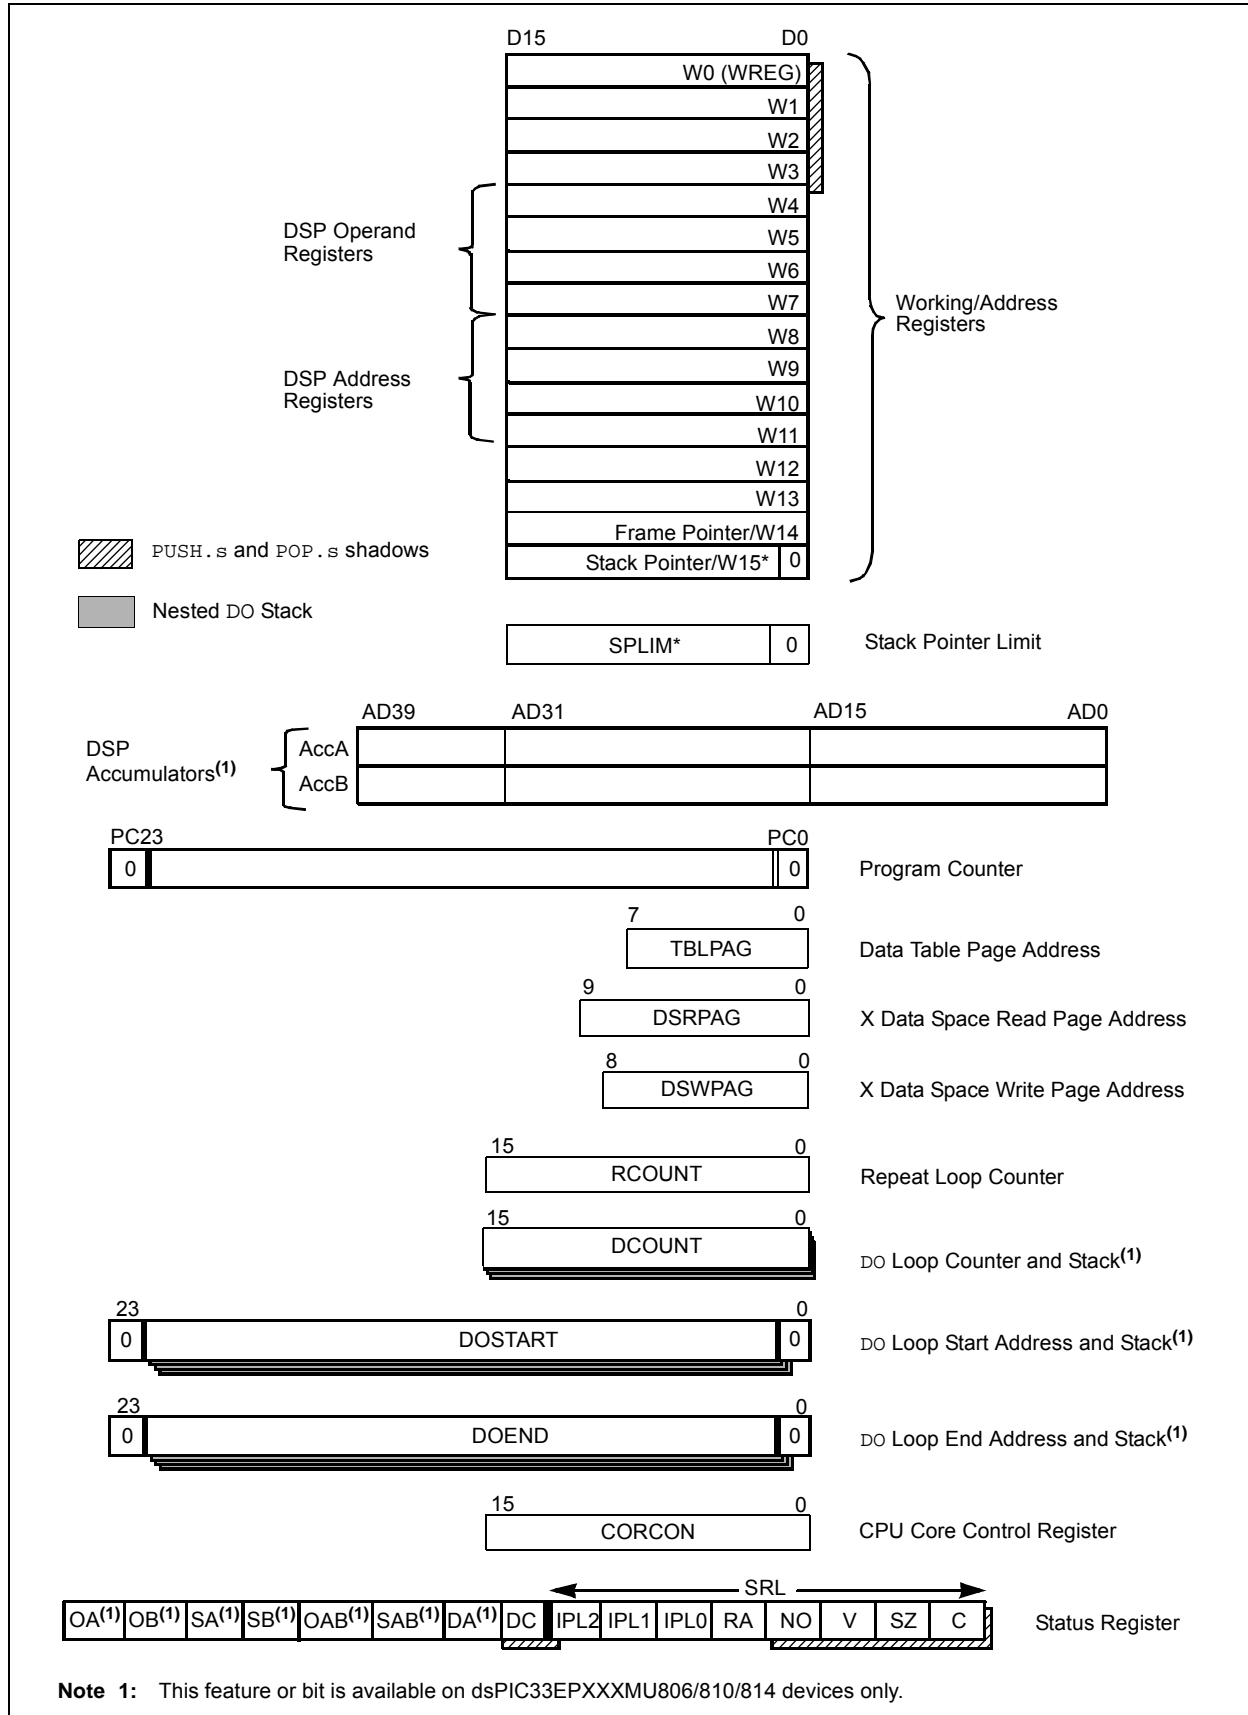 D15 D0
W0 (WREG)
W1
W2
W3
W4
DSP Operand
Registers
W5
W6
W7
Working/Address
Registers
W8
DSP Address
Registers
W9
W10
W11
W12
W13
Frame Pointer/W14
PUSH.s and POP.s shadows
Stack Pointer/W15* 0
Nested DO Stack
SPLIM* 0 Stack Pointer Limit
AD39 AD31 AD15 AD0
DSP
Accumulators(1)
AccA
AccB
PC23 PC0
0 0 Program Counter
7 0
TBLPAG Data Table Page Address
9 0
DSRPAG X Data Space Read Page Address
8 0
DSWPAG X Data Space Write Page Address
15 0
RCOUNT Repeat Loop Counter
15 0
DCOUNT DO Loop Counter and Stack(1)
23 0
0 DOSTART 0 DO Loop Start Address and Stack(1)
23 0
0 DOEND 0 DO Loop End Address and Stack(1)
15 0
CORCON CPU Core Control Register
SRL
OA(1) OB(1) SA(1) SB(1) OAB(1) SAB(1) DA(1) DC IPL2 IPL1 IPL0 RA NO V SZ C Status Register
Note 1: This feature or bit is available on dsPIC33EPXXXMU806/810/814 devices only.